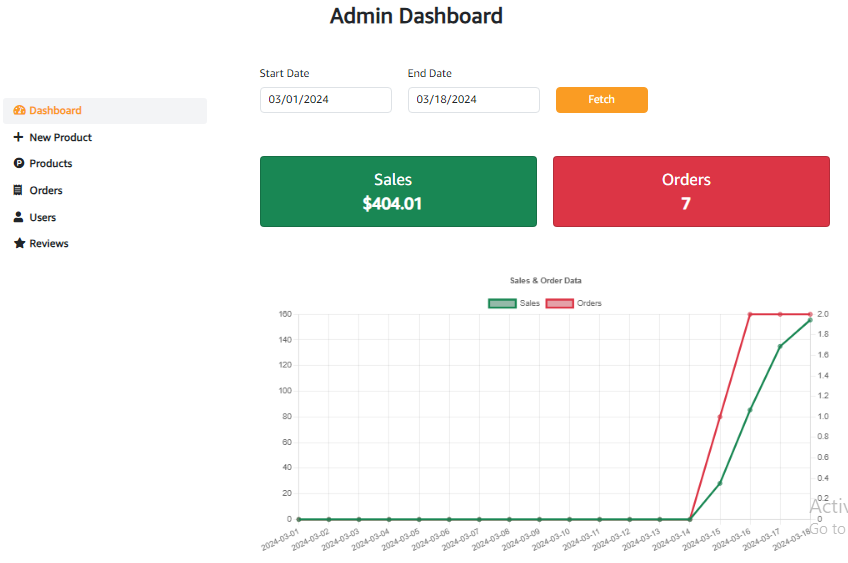 Admin Dashboard
Start Date
End Date
03/01/2024
03/18/2024
Fetch
Dashboard
New Product
Products
Orders
Users
Reviews
Sales
$404.01
Orders
7
Sales & Order Data
Sales
Orders
160
140
120
100
80
60
40
20
0
2.0
1.8
1.6
1.4
1.2
1.0
0.8
0.6
0.4
0.2
0
2024-03-01
2024-03-02
2024-03-03
2024-03-04
2024-03-05
2024-03-06
2024-03-07
2024-03-08
2024-03-09
2024-03-10
2024-03-11
2024-03-12
2024-03-13
2024-03-14
2024-03-15
2024-03-16
2024-03-17
2024-03-18
Activ
Go to